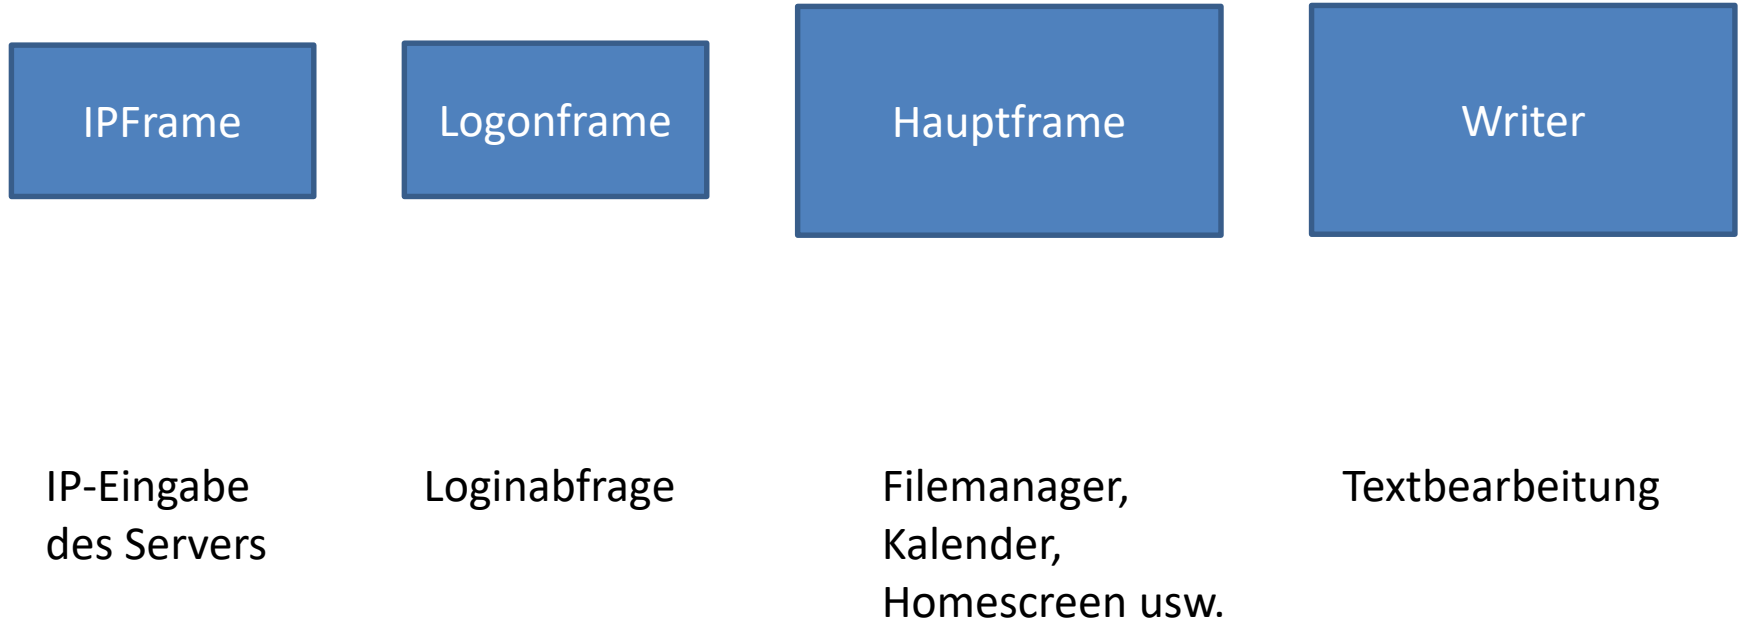 IPFrame
Logonframe
Hauptframe
Writer
IP-Eingabe
des Servers
Loginabfrage
Filemanager,
Kalender,
Homescreen usw.
Textbearbeitung